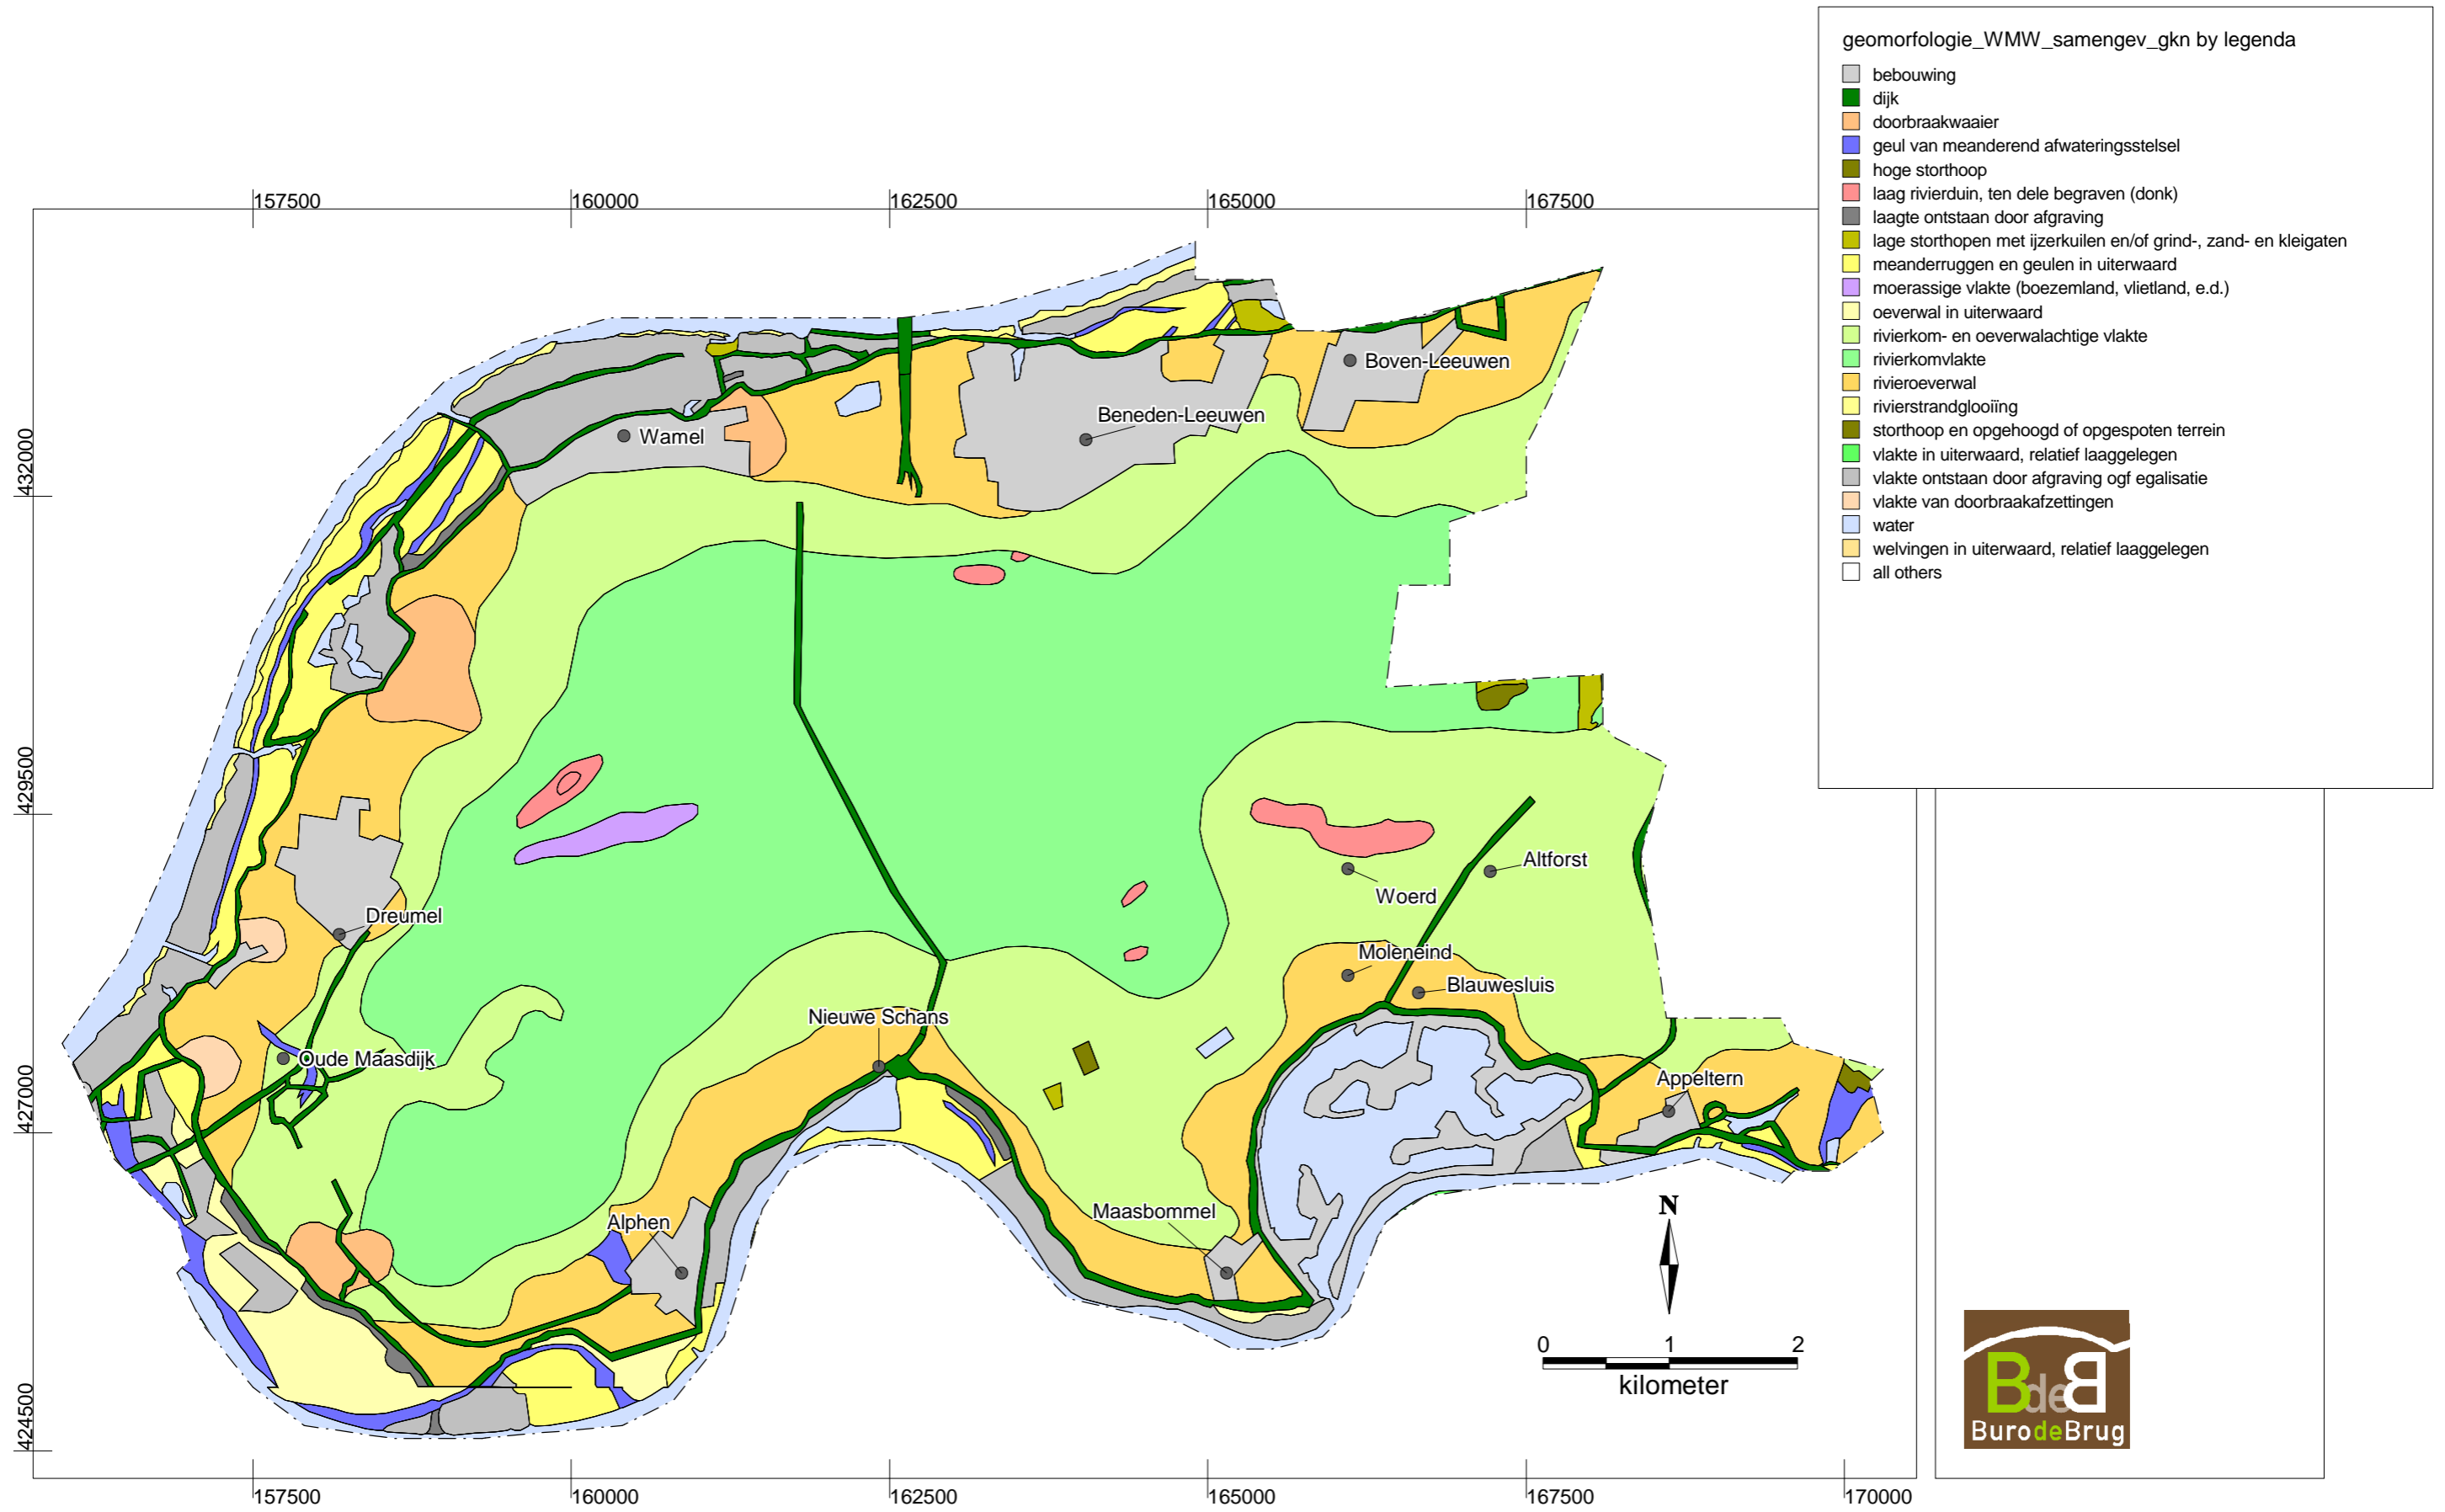 geomorfologie_WMW_samengev_gkn by legenda
bebouwing
dijk
doorbraakwaaier
geul van meanderend afwateringsstelsel
hoge storthoop
laag rivierduin, ten dele begraven (donk)
laagte ontstaan door afgraving
lage storthopen met ijzerkuilen en/of grind-, zand- en kleigaten
meanderruggen en geulen in uiterwaard
moerassige vlakte (boezemland, vlietland, e.d.)
oeverwal in uiterwaard
rivierkom- en oeverwalachtige vlakte
rivierkomvlakte
rivieroeverwal
rivierstrandglooiïng
storthoop en opgehoogd of opgespoten terrein
vlakte in uiterwaard, relatief laaggelegen
vlakte ontstaan door afgraving ogf egalisatie
vlakte van doorbraakafzettingen
water
welvingen in uiterwaard, relatief laaggelegen
all others
157500 160000 162500 165000 167500
432000
429500
427000
424500
Boven-Leeuwen
Beneden-Leeuwen
Wamel
Altforst
Woerd
Dreumel
Moleneind
Blauwesluis
Nieuwe Schans
Oude Maasdijk
Appeltern
Maasbommel
Alphen
N
0 1 2
kilometer
BdeB
BurodeBrug
157500 160000 162500 165000 167500 170000